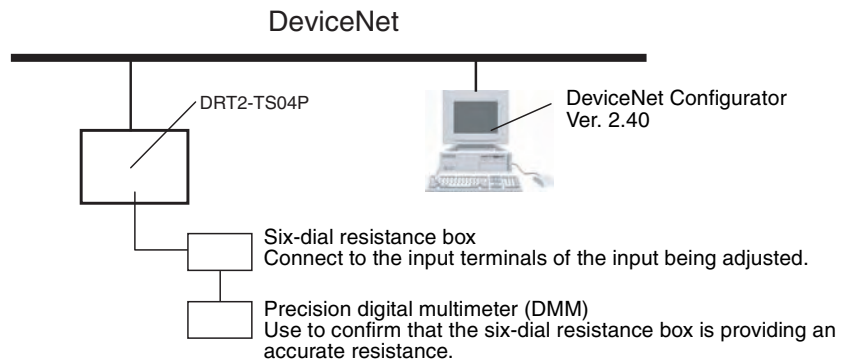 DeviceNet
DRT2-TS04P
DeviceNet Configurator
Ver. 2.40
Six-dial resistance box
Connect to the input terminals of the input being adjusted.
Precision digital multimeter (DMM)
Use to confirm that the six-dial resistance box is providing an
accurate resistance.